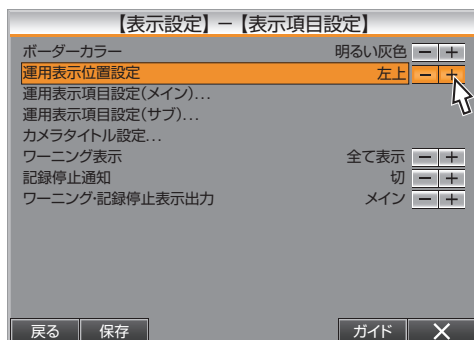 【表示設定】－【表示項目設定】
ボーダーカラー 明るい灰色 － ＋
運用表示位置設定 左上 － ＋
運用表示項目設定(メイン)...
運用表示項目設定(サブ)...
カメラタイトル設定...
ワーニング表示 全て表示 － ＋
記録停止通知 切 － ＋
ワーニング・記録停止表示出力 メイン － ＋
戻る 保存 ガイド ✕